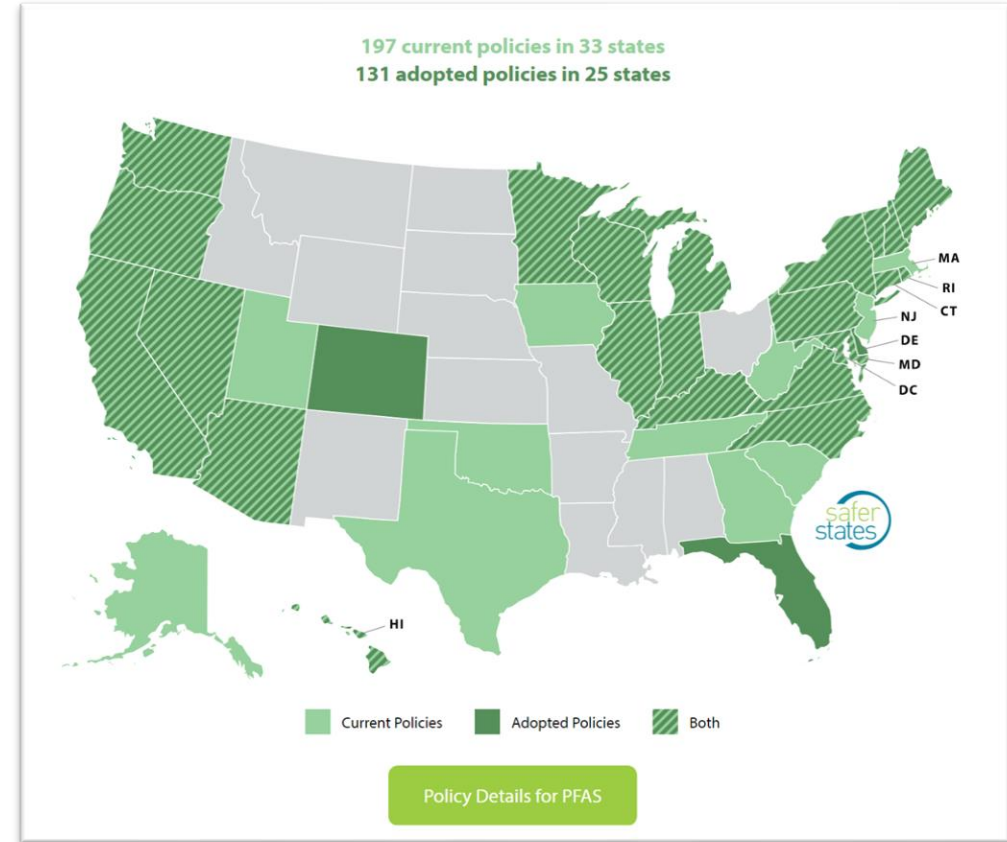 197 current policies in 33 states
131 adopted policies in 25 states
MA
RI
CT
NJ
DE
MD
DC
safer
states
HI
Current Policies
Adopted Policies
Both
Policy Details for PFAS